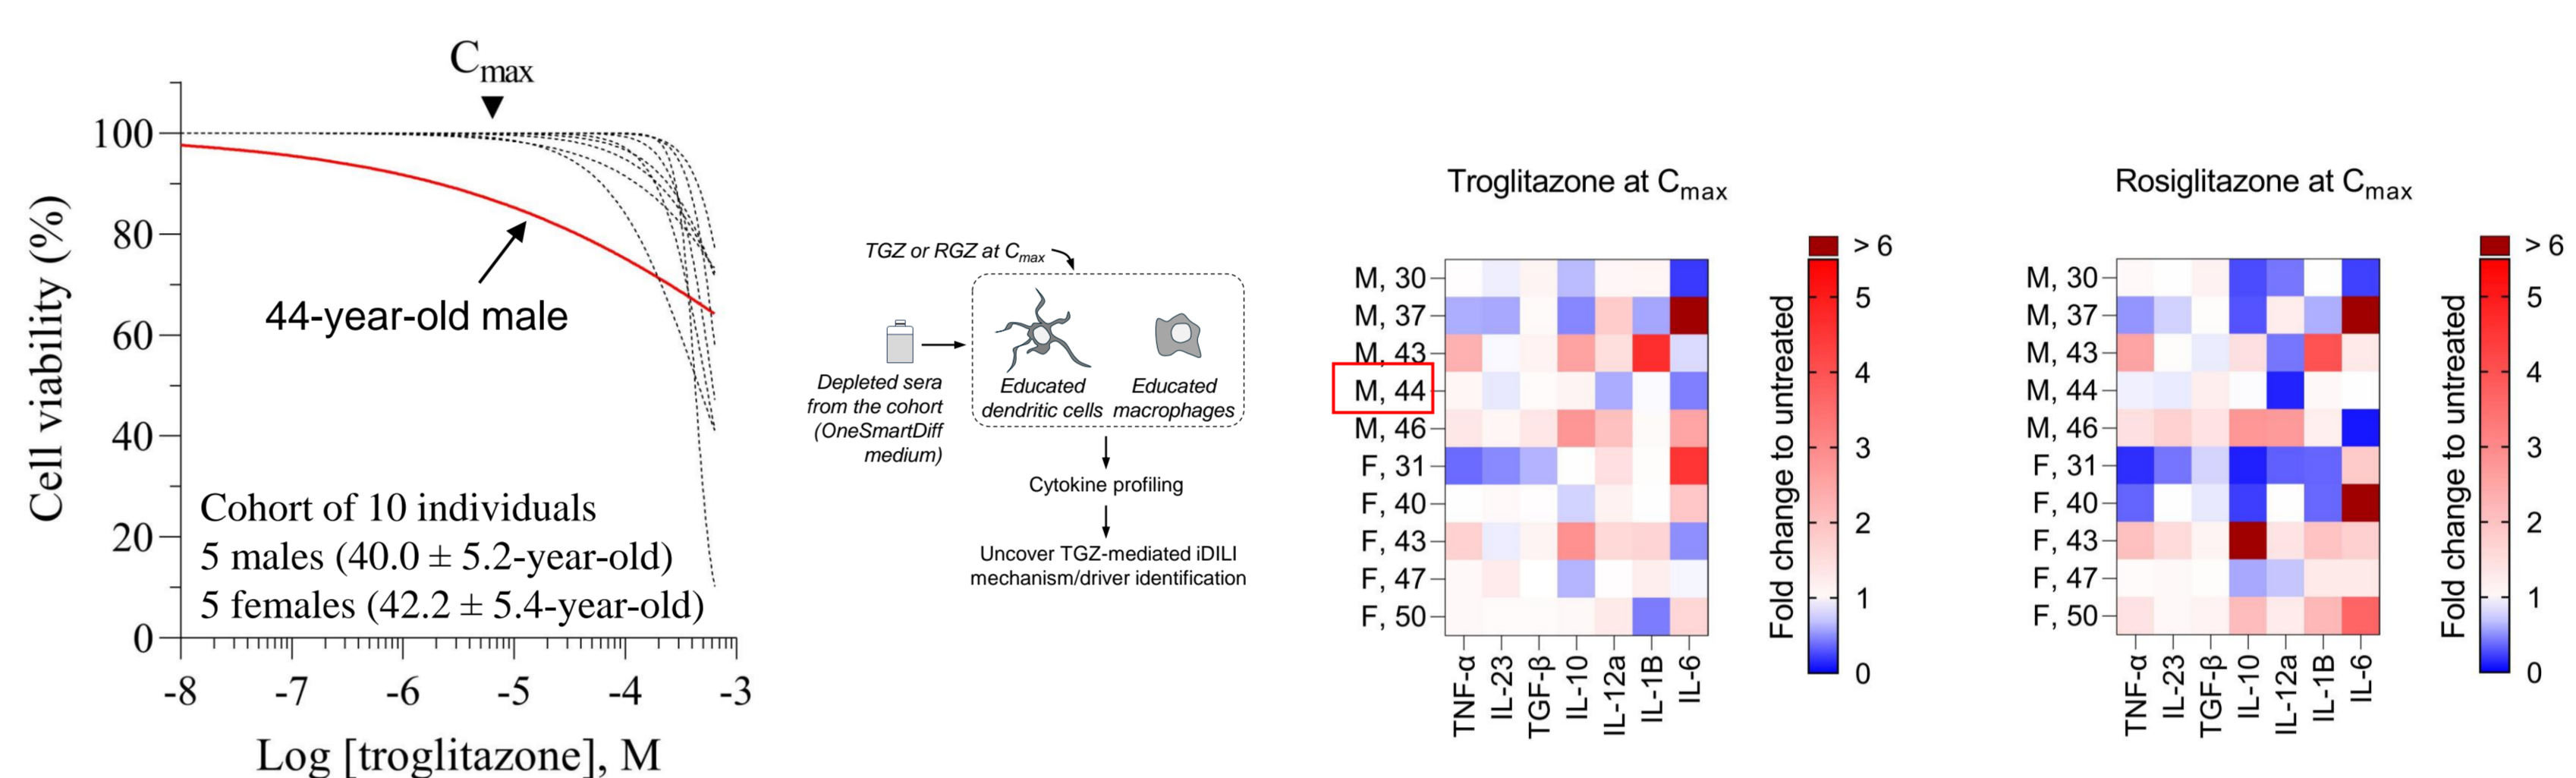 C_max
100
80
60
40
20
0
Cell viability (%)
44-year-old male
Cohort of 10 individuals
5 males (40.0 ± 5.2-year-old)
5 females (42.2 ± 5.4-year-old)
-8 -7 -6 -5 -4 -3
Log [troglitazone], M
TGZ or RGZ at C_max
Depleted sera
from the cohort
(OneSmartDiff
medium)
Educated
dendritic cells
Educated
macrophages
Cytokine profiling
Uncover TGZ-mediated iDILI
mechanism/driver identification
Troglitazone at C_max
M, 30
M, 37
M, 43
M, 44
M, 46
F, 31
F, 40
F, 43
F, 47
F, 50
TNF-α
IL-23
TGF-β
IL-10
IL-12a
IL-1B
IL-6
Fold change to untreated
> 6
5
4
3
2
1
0
Rosiglitazone at C_max
M, 30
M, 37
M, 43
M, 44
M, 46
F, 31
F, 40
F, 43
F, 47
F, 50
TNF-α
IL-23
TGF-β
IL-10
IL-12a
IL-1B
IL-6
Fold change to untreated
> 6
5
4
3
2
1
0